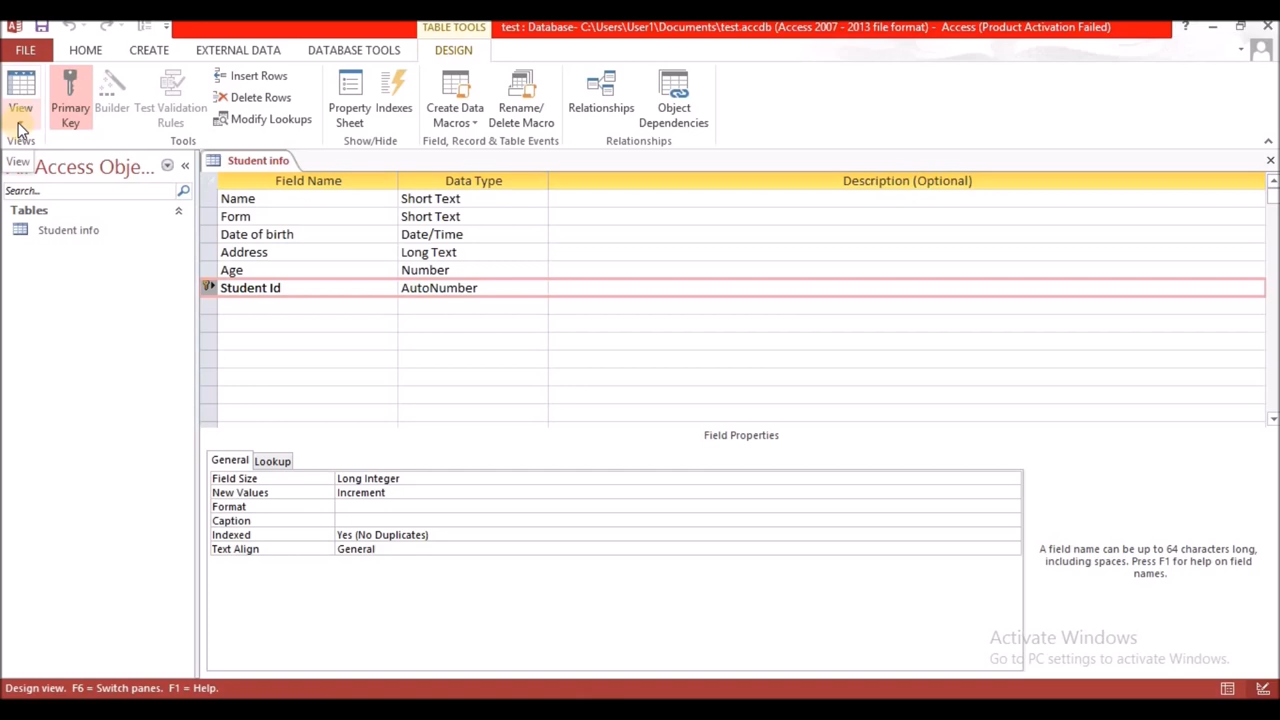 TABLE TOOLS
test : Database- C:\Users\User1\Documents\test.accdb (Access 2007 - 2013 file format) - Access (Product Activation Failed)
FILE HOME CREATE EXTERNAL DATA DATABASE TOOLS DESIGN
View
Primary Key
Builder
Test Validation Rules
Insert Rows
Delete Rows
Modify Lookups
Property Sheet
Indexes
Create Data Macros
Rename/ Delete Macro
Relationships
Object Dependencies
Views
Tools
Show/Hide
Field, Record & Table Events
Relationships
View
Access Obje...
Search...
Tables
Student info
Student info
Field Name Data Type Description (Optional)
Name Short Text
Form Short Text
Date of birth Date/Time
Address Long Text
Age Number
Student Id AutoNumber
Field Properties
General Lookup
Field Size Long Integer
New Values Increment
Format
Caption
Indexed Yes (No Duplicates)
Text Align General
A field name can be up to 64 characters long,
including spaces. Press F1 for help on field
names.
Activate Windows
Go to PC settings to activate Windows.
Design view. F6 = Switch panes. F1 = Help.